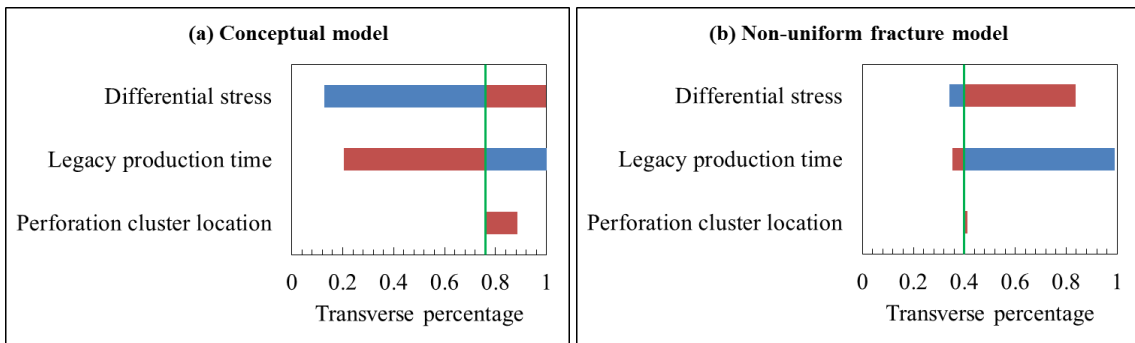 (a) Conceptual model
Differential stress
Legacy production time
Perforation cluster location
0 0.2 0.4 0.6 0.8 1
Transverse percentage
(b) Non-uniform fracture model
Differential stress
Legacy production time
Perforation cluster location
0 0.2 0.4 0.6 0.8 1
Transverse percentage